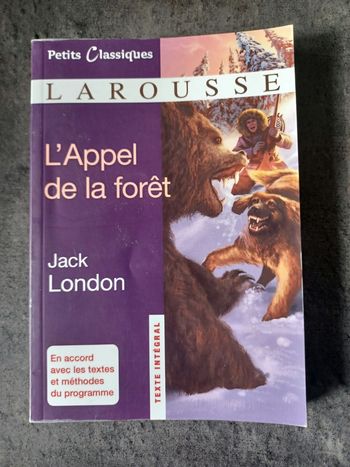 Petits Classiques
LAROUSSE
L'Appel
de la forêt
Jack
London
En accord
avec les textes
et méthodes
du programme
TEXTE INTÉGRAL